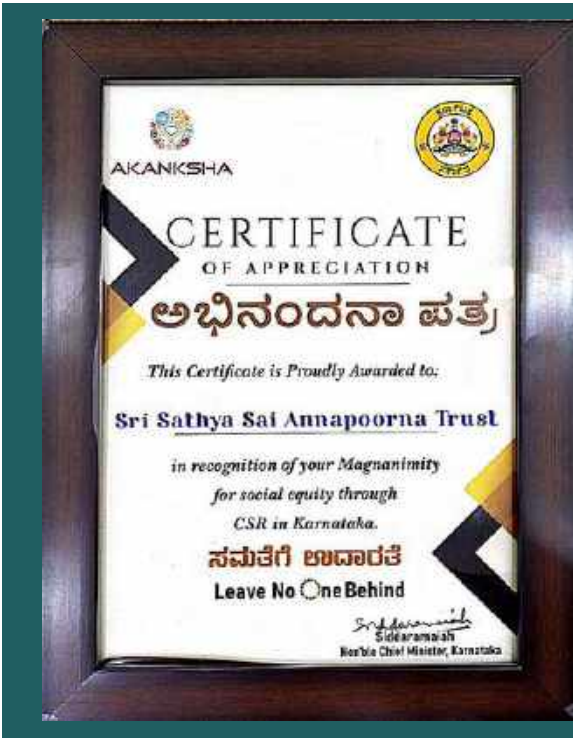 AKANKSHA
CERTIFICATE
OF APPRECIATION
ಅಭಿನಂದನಾ ಪತ್ರ
This Certificate is Proudly Awarded to:
Sri Sathya Sai Annapoorna Trust
in recognition of your Magnanimity
for social equity through
CSR in Karnataka.
ಸಮತೆಗೆ ಉದಾರತೆ
Leave No One Behind
Siddaramaiah
Siddaramaiah
Hon'ble Chief Minister, Karnataka